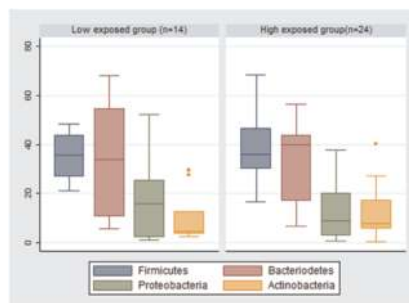 Low exposed group (n=14)
High exposed group(n=24)
80
60
40
20
0
Firmicutes
Bacteriodetes
Proteobacteria
Actinobacteria